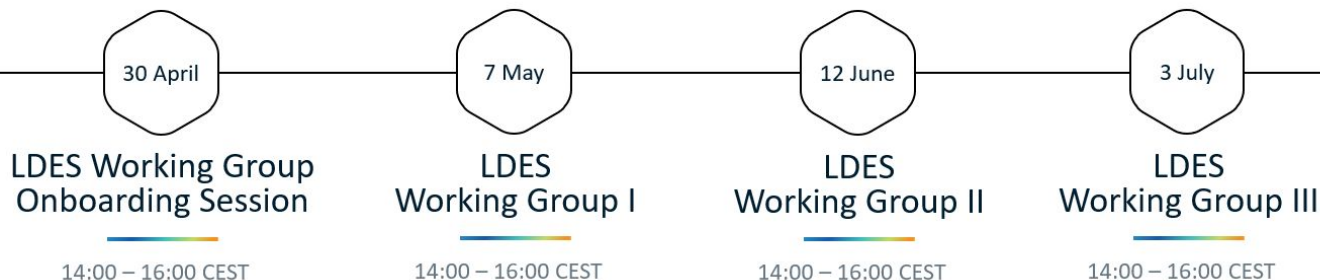 30 April
LDES Working Group
Onboarding Session
14:00 – 16:00 CEST
7 May
LDES
Working Group I
14:00 – 16:00 CEST
12 June
LDES
Working Group II
14:00 – 16:00 CEST
3 July
LDES
Working Group III
14:00 – 16:00 CEST